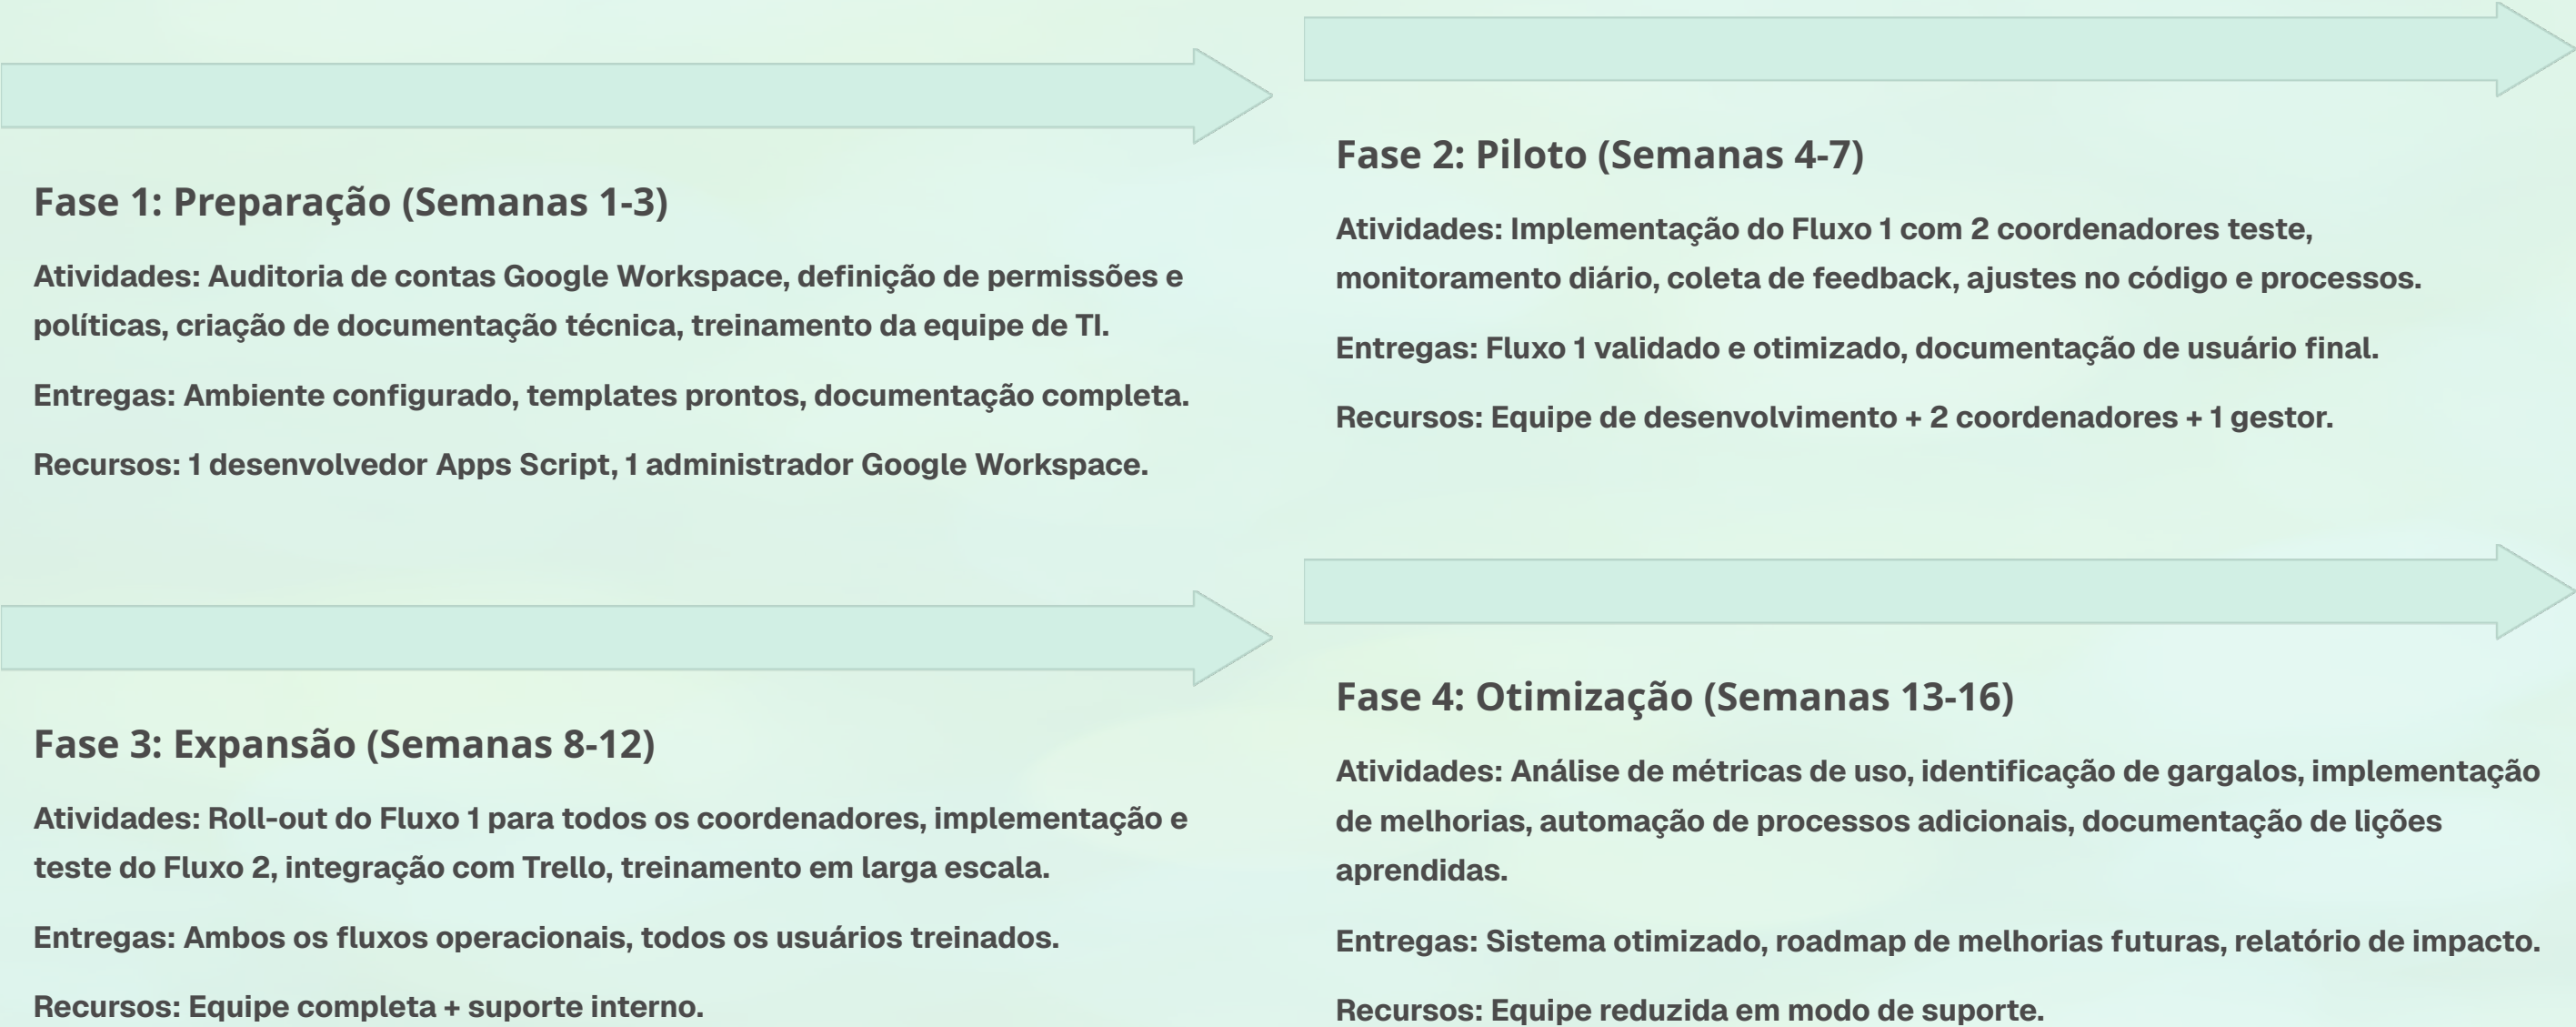 Fase 1: Preparação (Semanas 1-3)
Atividades: Auditoria de contas Google Workspace, definição de permissões e
políticas, criação de documentação técnica, treinamento da equipe de TI.
Entregas: Ambiente configurado, templates prontos, documentação completa.
Recursos: 1 desenvolvedor Apps Script, 1 administrador Google Workspace.
Fase 2: Piloto (Semanas 4-7)
Atividades: Implementação do Fluxo 1 com 2 coordenadores teste,
monitoramento diário, coleta de feedback, ajustes no código e processos.
Entregas: Fluxo 1 validado e otimizado, documentação de usuário final.
Recursos: Equipe de desenvolvimento + 2 coordenadores + 1 gestor.
Fase 3: Expansão (Semanas 8-12)
Atividades: Roll-out do Fluxo 1 para todos os coordenadores, implementação e
teste do Fluxo 2, integração com Trello, treinamento em larga escala.
Entregas: Ambos os fluxos operacionais, todos os usuários treinados.
Recursos: Equipe completa + suporte interno.
Fase 4: Otimização (Semanas 13-16)
Atividades: Análise de métricas de uso, identificação de gargalos, implementação
de melhorias, automação de processos adicionais, documentação de lições
aprendidas.
Entregas: Sistema otimizado, roadmap de melhorias futuras, relatório de impacto.
Recursos: Equipe reduzida em modo de suporte.